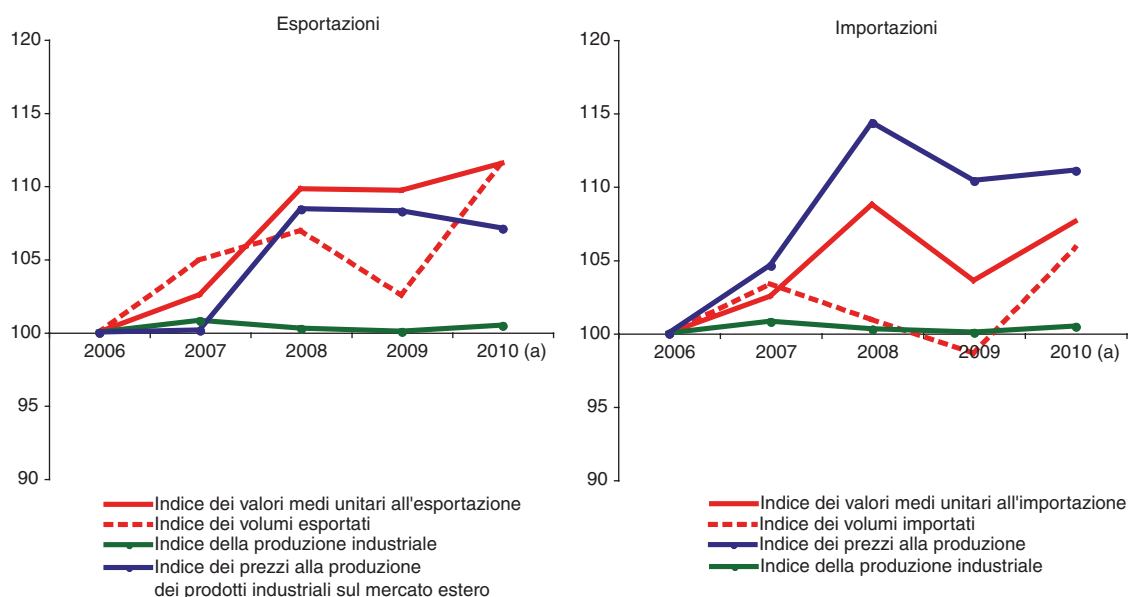 Esportazioni
120
115
110
105
100
95
90
2006 2007 2008 2009 2010 (a)
Indice dei valori medi unitari all'esportazione
Indice dei volumi esportati
Indice della produzione industriale
Indice dei prezzi alla produzione
dei prodotti industriali sul mercato estero
Importazioni
120
115
110
105
100
95
90
2006 2007 2008 2009 2010 (a)
Indice dei valori medi unitari all'importazione
Indice dei volumi importati
Indice dei prezzi alla produzione
Indice della produzione industriale